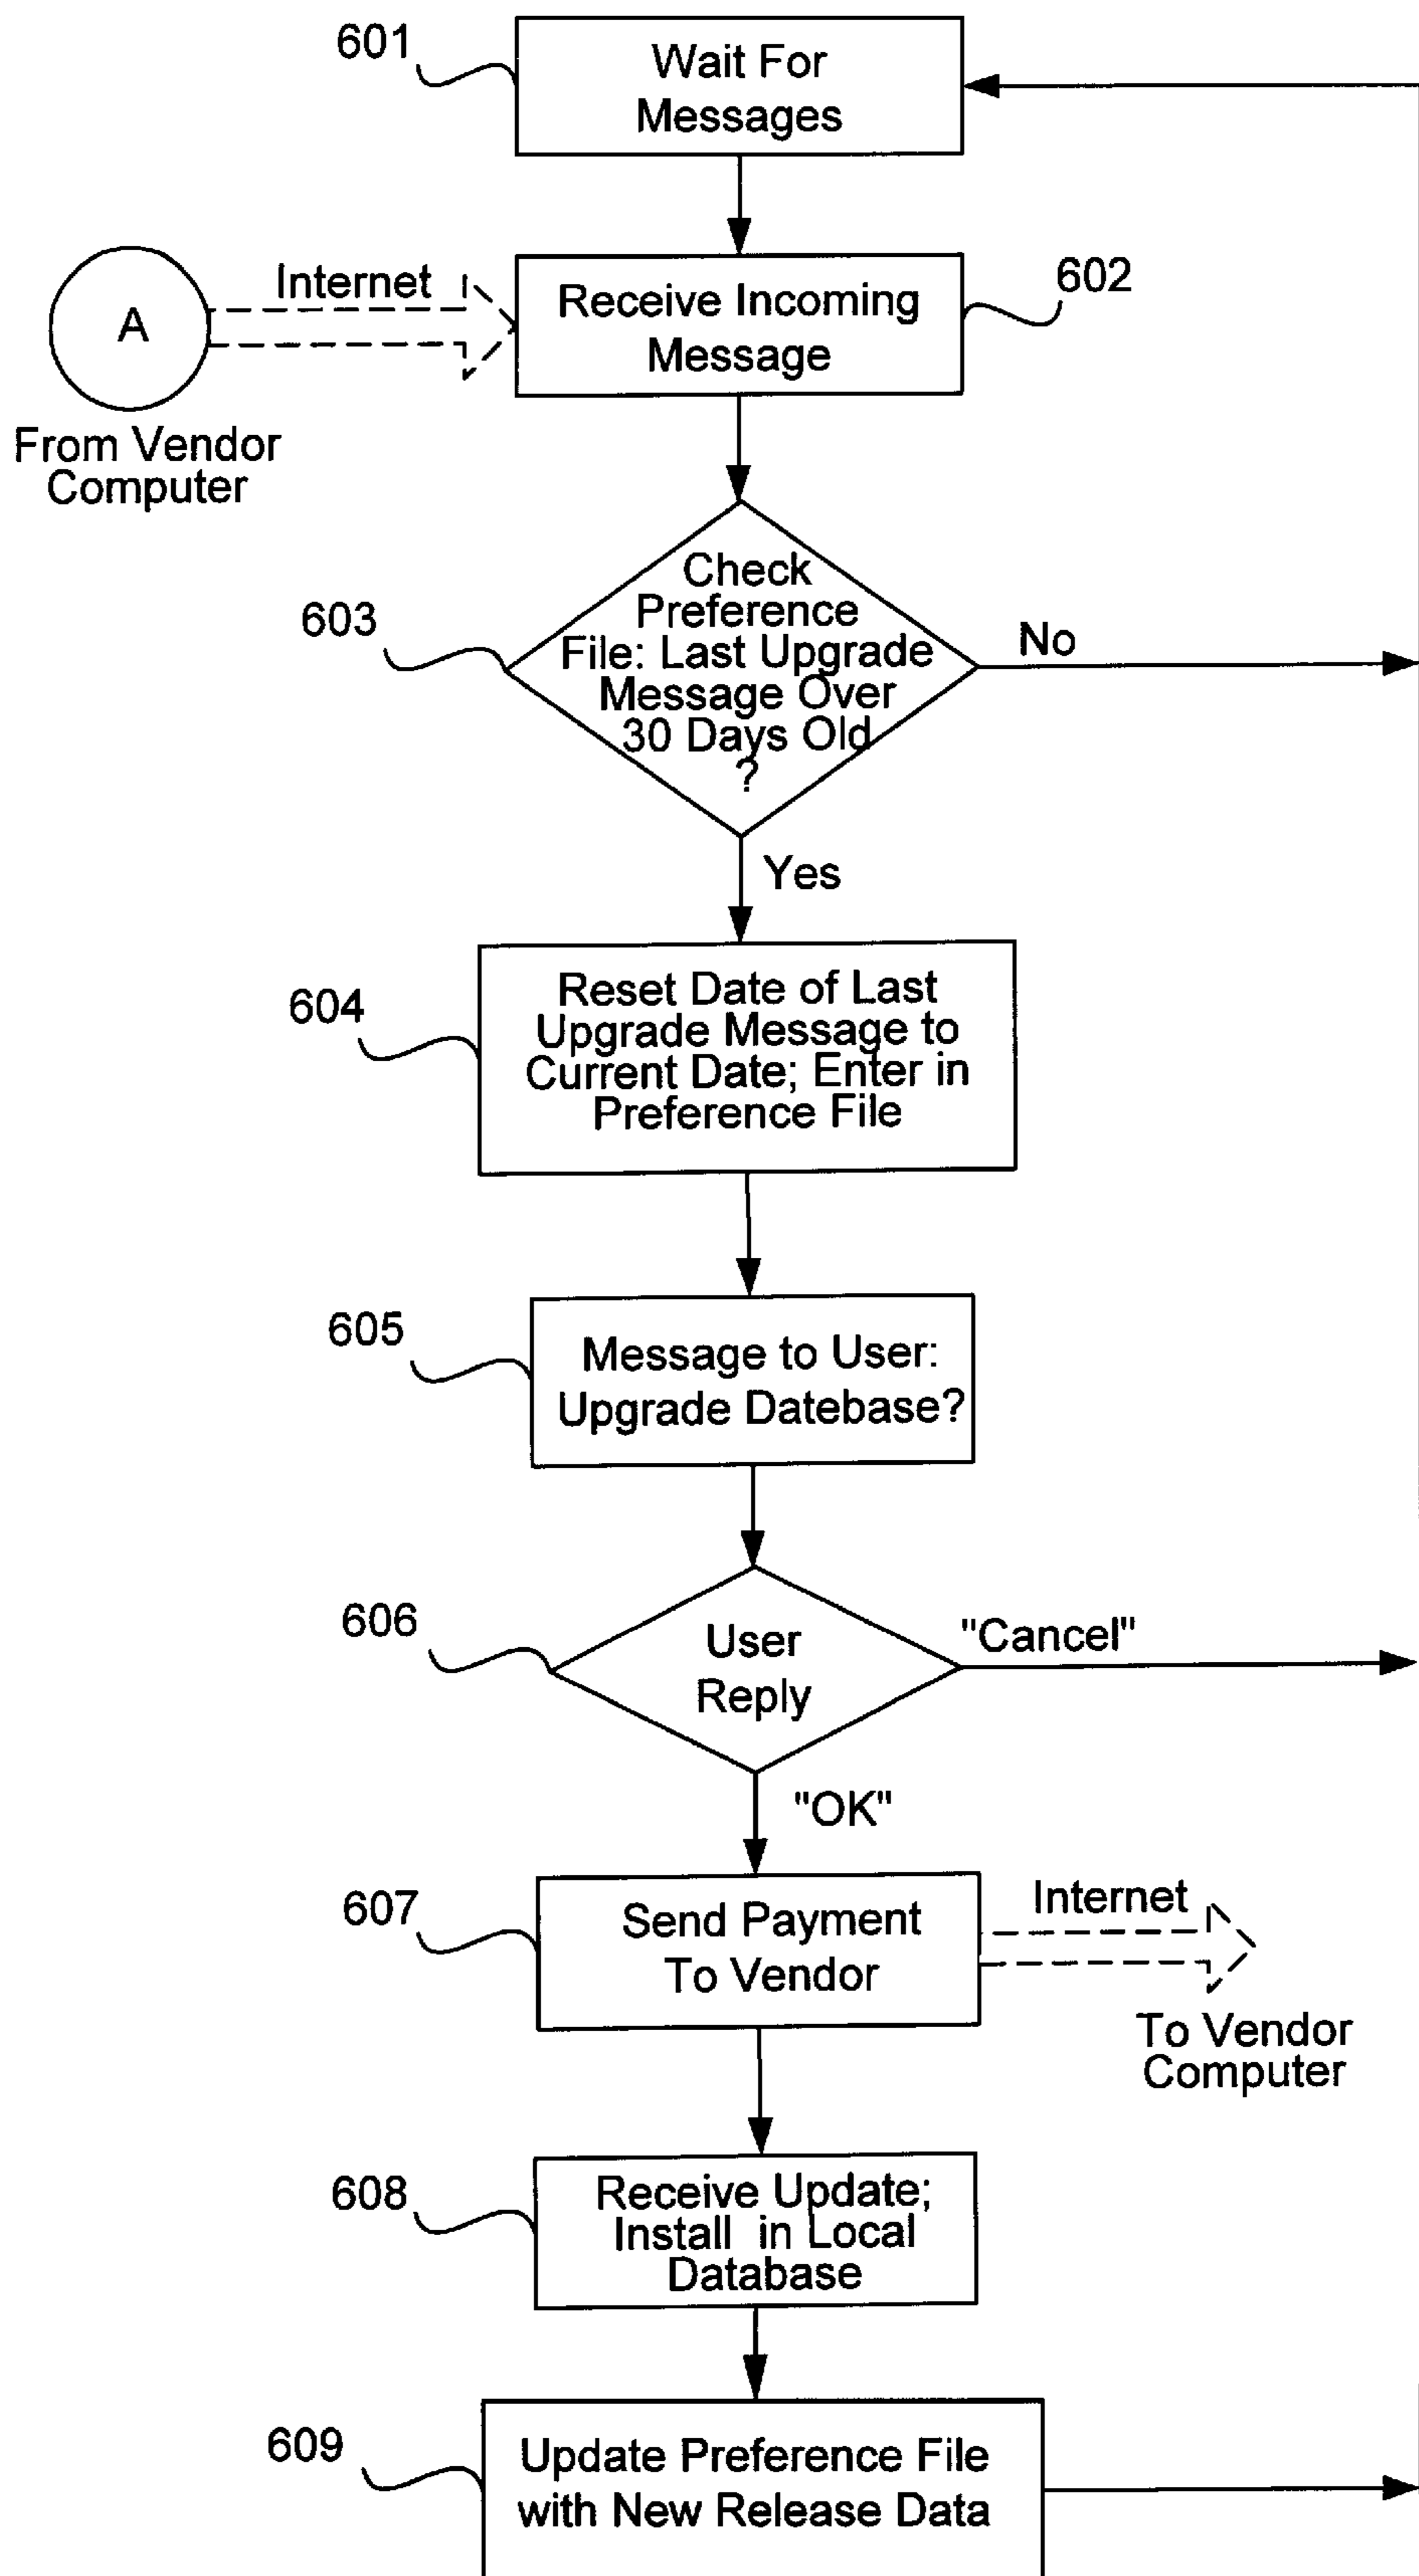 601
Wait For
Messages
A
Internet
From Vendor
Computer
Receive Incoming
Message
602
603
Check
Preference
File: Last Upgrade
Message Over
30 Days Old
?
No
Yes
604
Reset Date of Last
Upgrade Message to
Current Date; Enter in
Preference File
605
Message to User:
Upgrade Datebase?
606
User
Reply
"Cancel"
"OK"
607
Send Payment
To Vendor
Internet
To Vendor
Computer
608
Receive Update;
Install in Local
Database
609
Update Preference File
with New Release Data